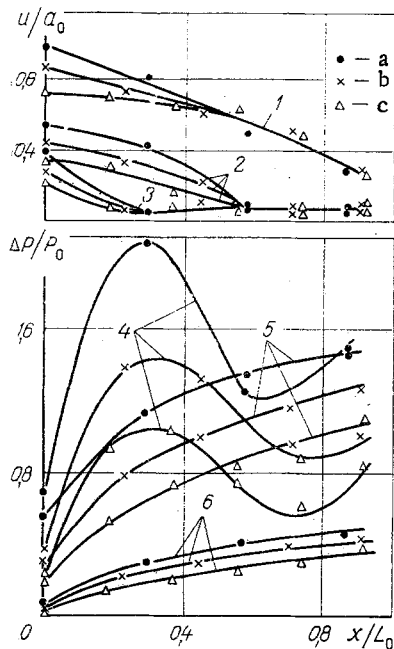 u/a₀
• — a
× — b
△ — c
0,8
0,4
1
2
3
ΔP/P₀
1,6
4
5
0,8
6
0
0,4
0,8
x/L₀